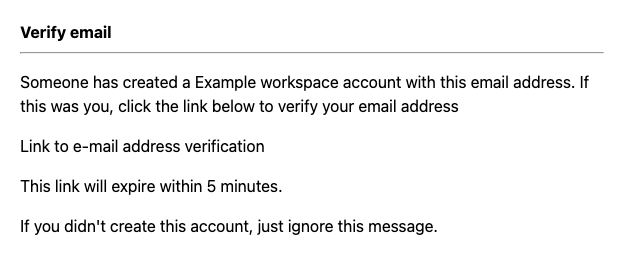 Verify email
Someone has created a Example workspace account with this email address. If
this was you, click the link below to verify your email address
Link to e-mail address verification
This link will expire within 5 minutes.
If you didn't create this account, just ignore this message.